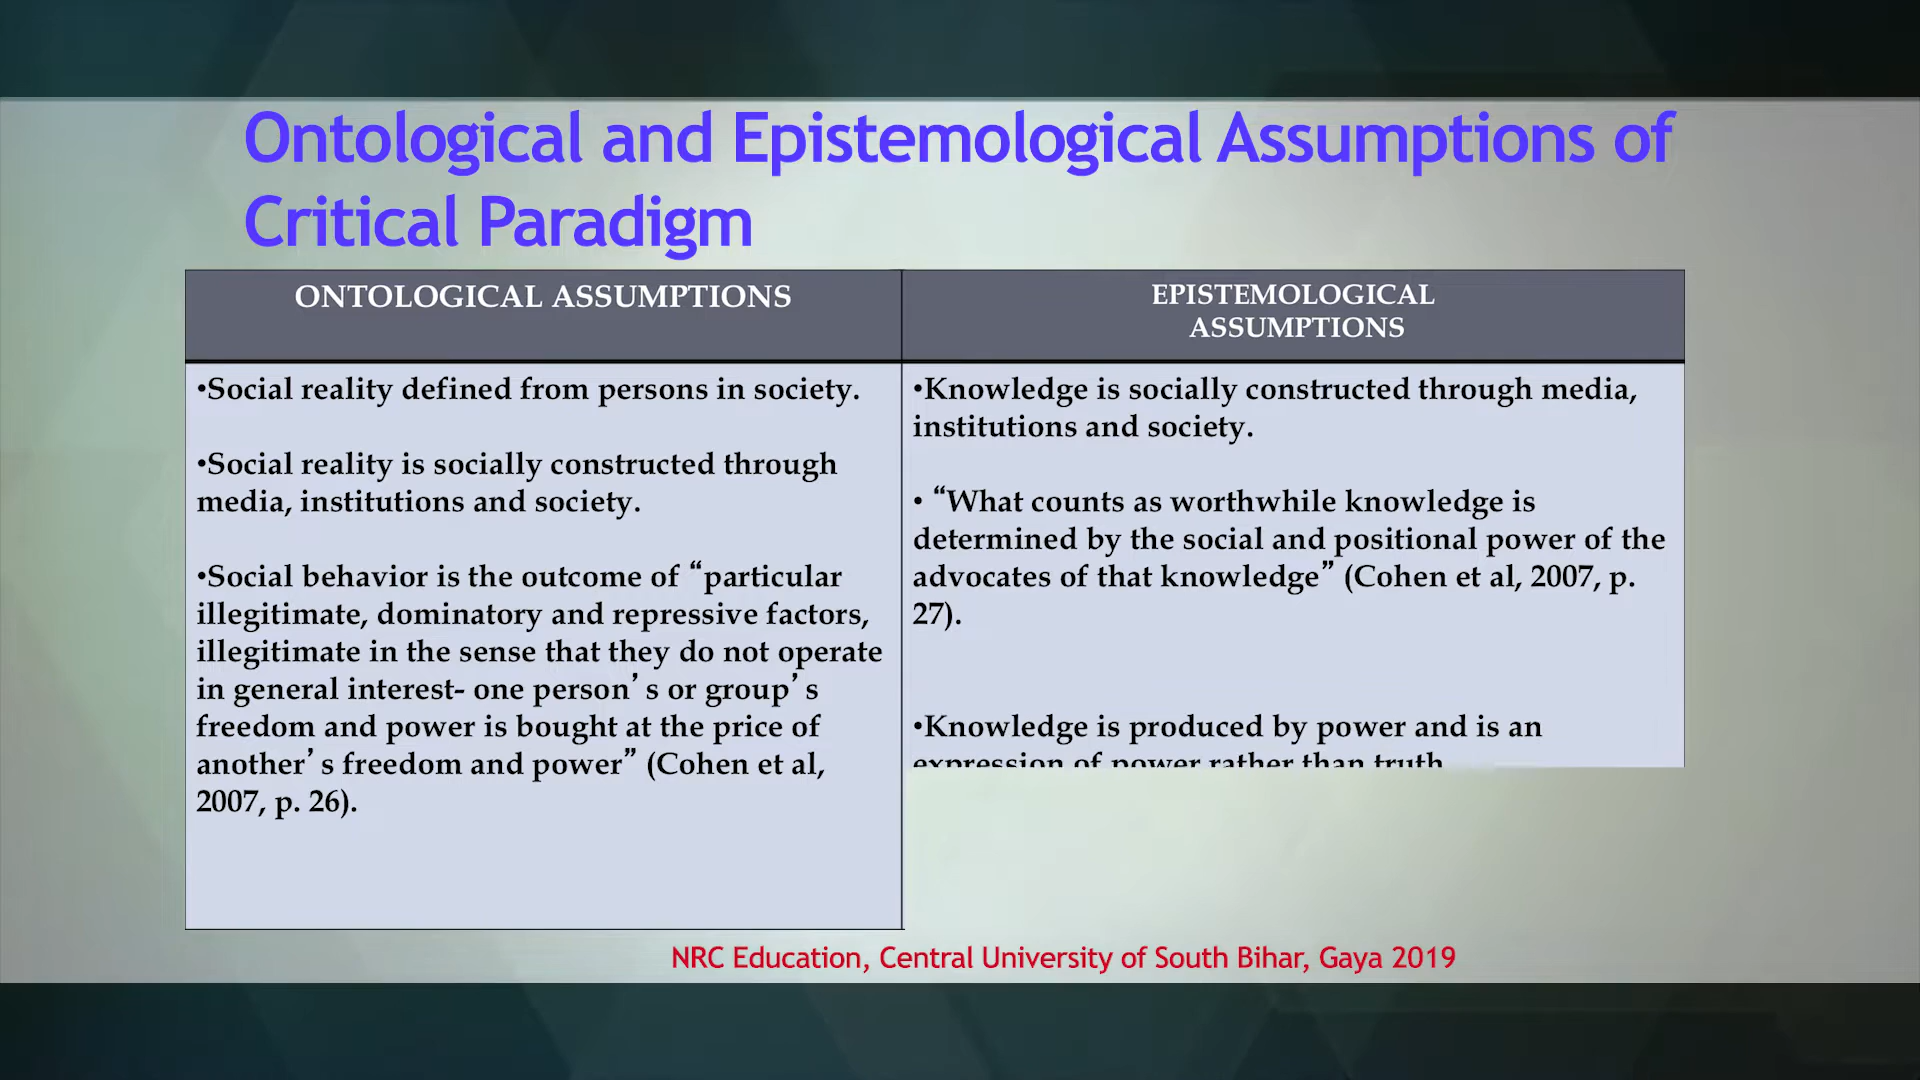 Ontological and Epistemological Assumptions of
Critical Paradigm
ONTOLOGICAL ASSUMPTIONS
•Social reality defined from persons in society.
•Social reality is socially constructed through
media, institutions and society.
•Social behavior is the outcome of “particular
illegitimate, dominatory and repressive factors,
illegitimate in the sense that they do not operate
in general interest- one person’s or group’s
freedom and power is bought at the price of
another’s freedom and power” (Cohen et al,
2007, p. 26).
EPISTEMOLOGICAL
ASSUMPTIONS
•Knowledge is socially constructed through media,
institutions and society.
• “What counts as worthwhile knowledge is
determined by the social and positional power of the
advocates of that knowledge” (Cohen et al, 2007, p.
27).
•Knowledge is produced by power and is an
expression of power rather than truth
NRC Education, Central University of South Bihar, Gaya 2019